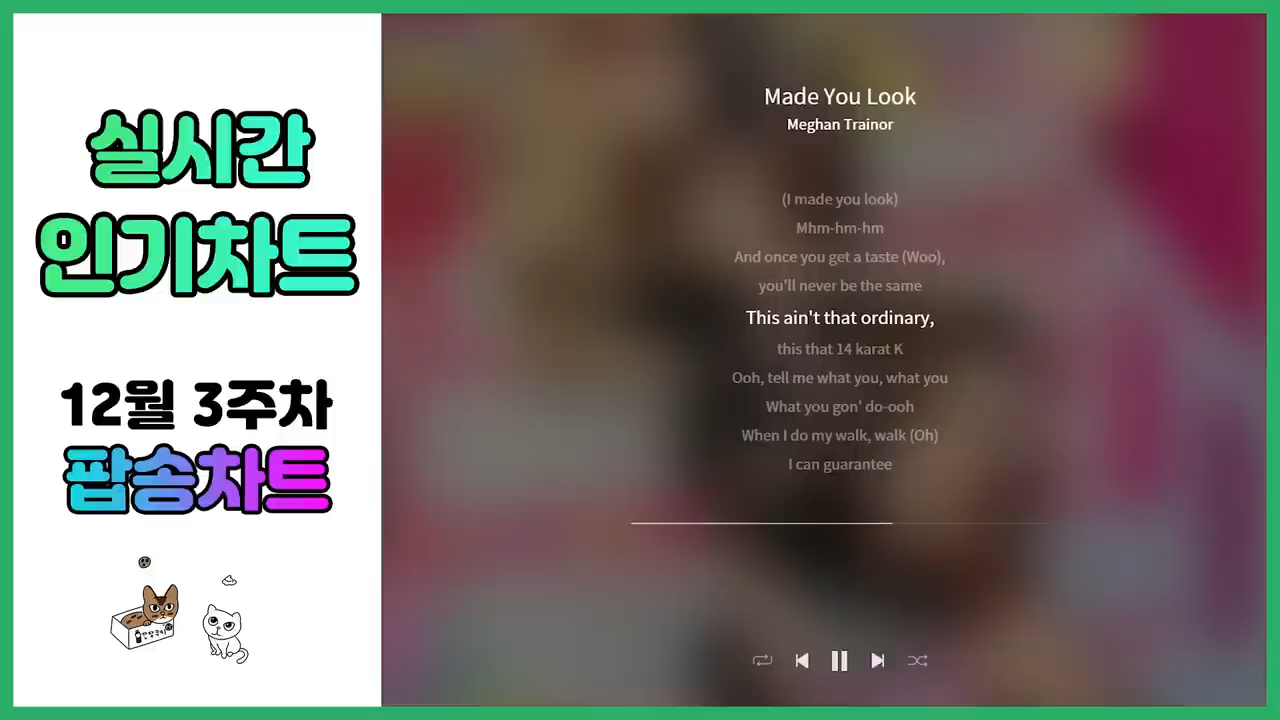 실시간
인기차트
12월 3주차
팝송차트
Made You Look
Meghan Trainor
(I made you look)
Mhm-hm-hm
And once you get a taste (Woo),
you'll never be the same
This ain't that ordinary,
this that 14 karat K
Ooh, tell me what you, what you
What you gon' do-ooh
When I do my walk, walk (Oh)
I can guarantee